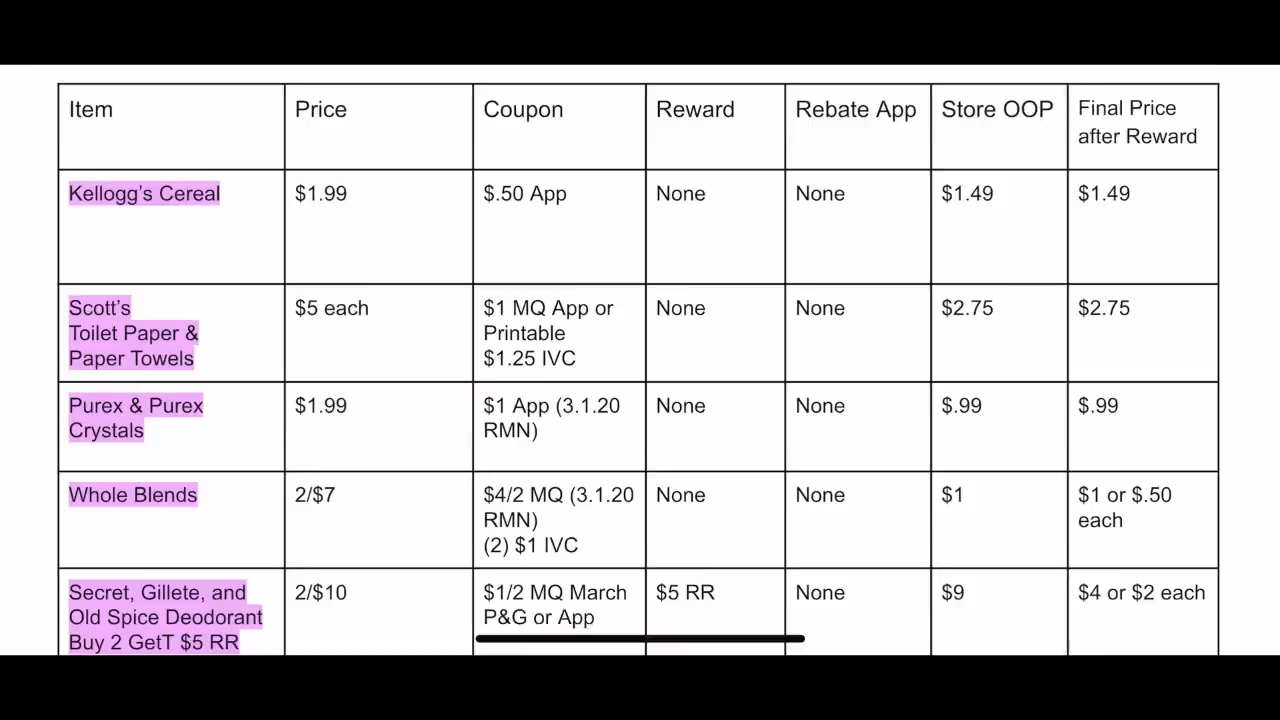 Item Price Coupon Reward Rebate App Store OOP Final Price
after Reward
Kellogg's Cereal $1.99 $.50 App None None $1.49 $1.49
Scott's $5 each $1 MQ App or None None $2.75 $2.75
Toilet Paper & Printable
Paper Towels $1.25 IVC
Purex & Purex $1.99 $1 App (3.1.20 None None $.99 $.99
Crystals RMN)
Whole Blends 2/$7 $4/2 MQ (3.1.20 None None $1 $1 or $.50
RMN) each
(2) $1 IVC
Secret, Gillete, and 2/$10 $1/2 MQ March $5 RR None $9 $4 or $2 each
Old Spice Deodorant P&G or App
Buy 2 GetT $5 RR